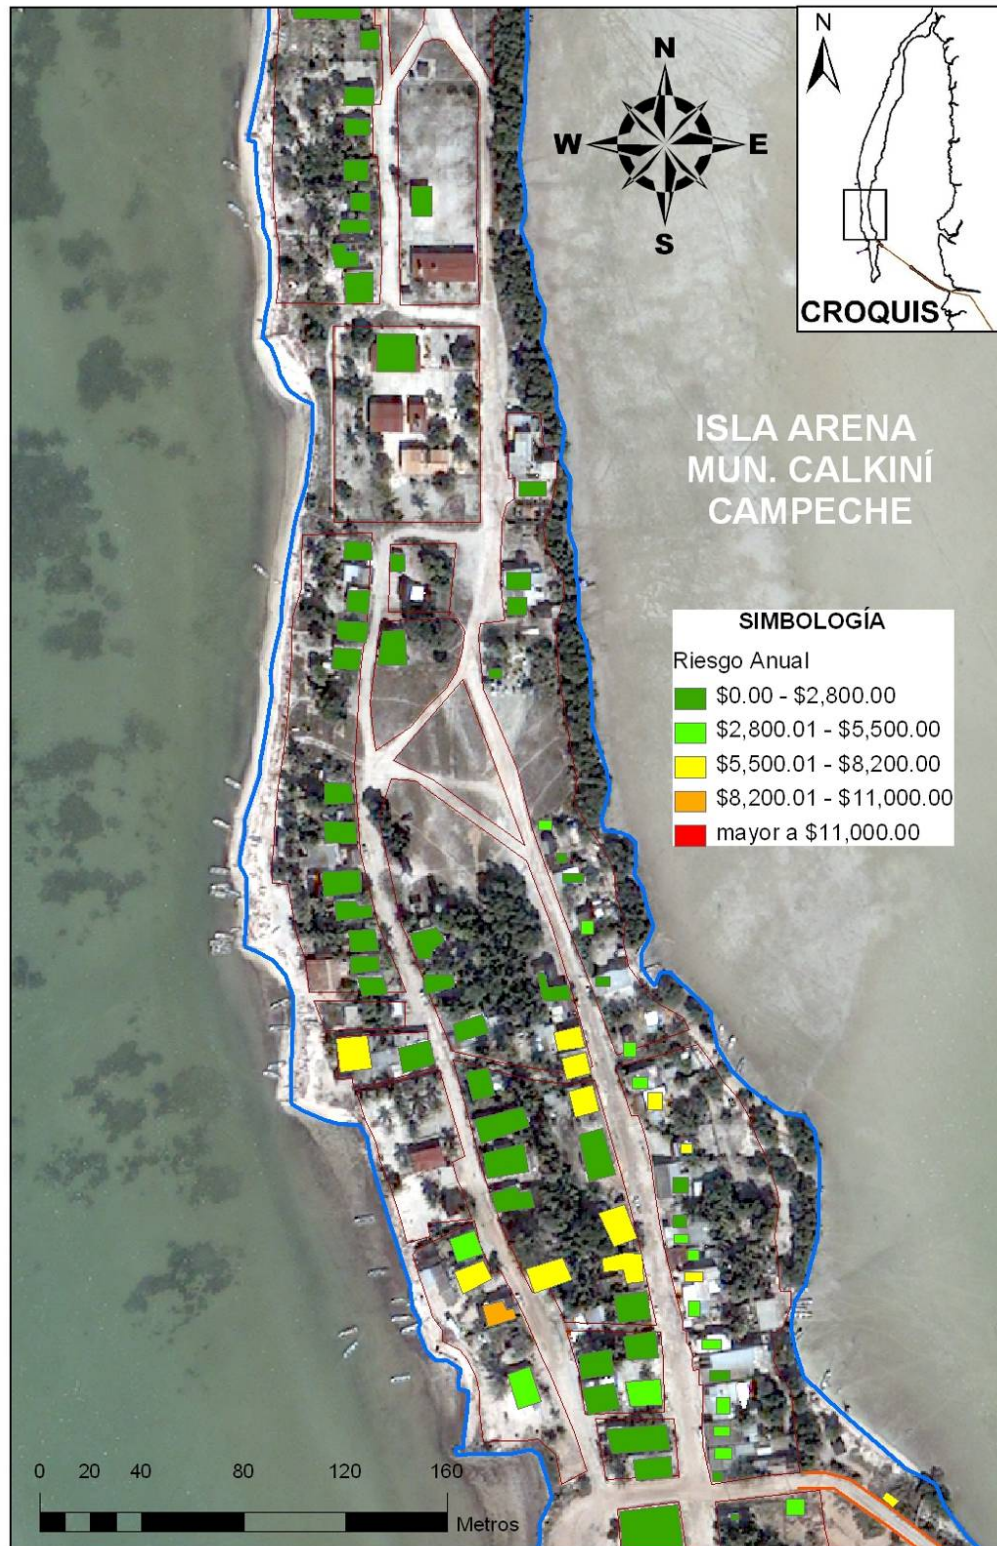 N
N
W
E
S
CROQUIS
ISLA ARENA
MUN. CALKINÍ
CAMPECHE
SIMBOLOGÍA
Riesgo Anual
$0.00 - $2,800.00
$2,800.01 - $5,500.00
$5,500.01 - $8,200.00
$8,200.01 - $11,000.00
mayor a $11,000.00
0 20 40 80 120 160
Metros